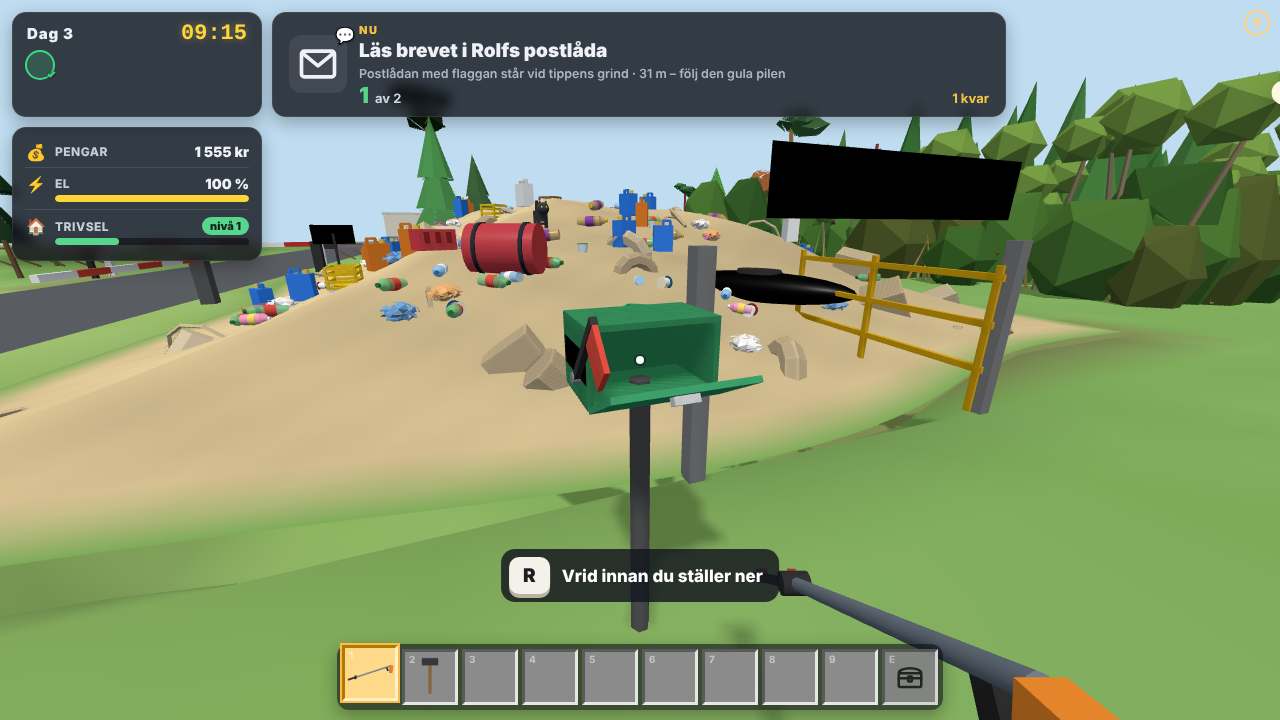 Dag 3
09:15
NU
Läs brevet i Rolfs postlåda
Postlådan med flaggan står vid tippens grind · 31 m – följ den gula pilen
1 av 2
1 kvar
PENGAR 1 555 kr
EL 100 %
TRIVSEL nivå 1
R Vrid innan du ställer ner
1 2 3 4 5 6 7 8 9 E